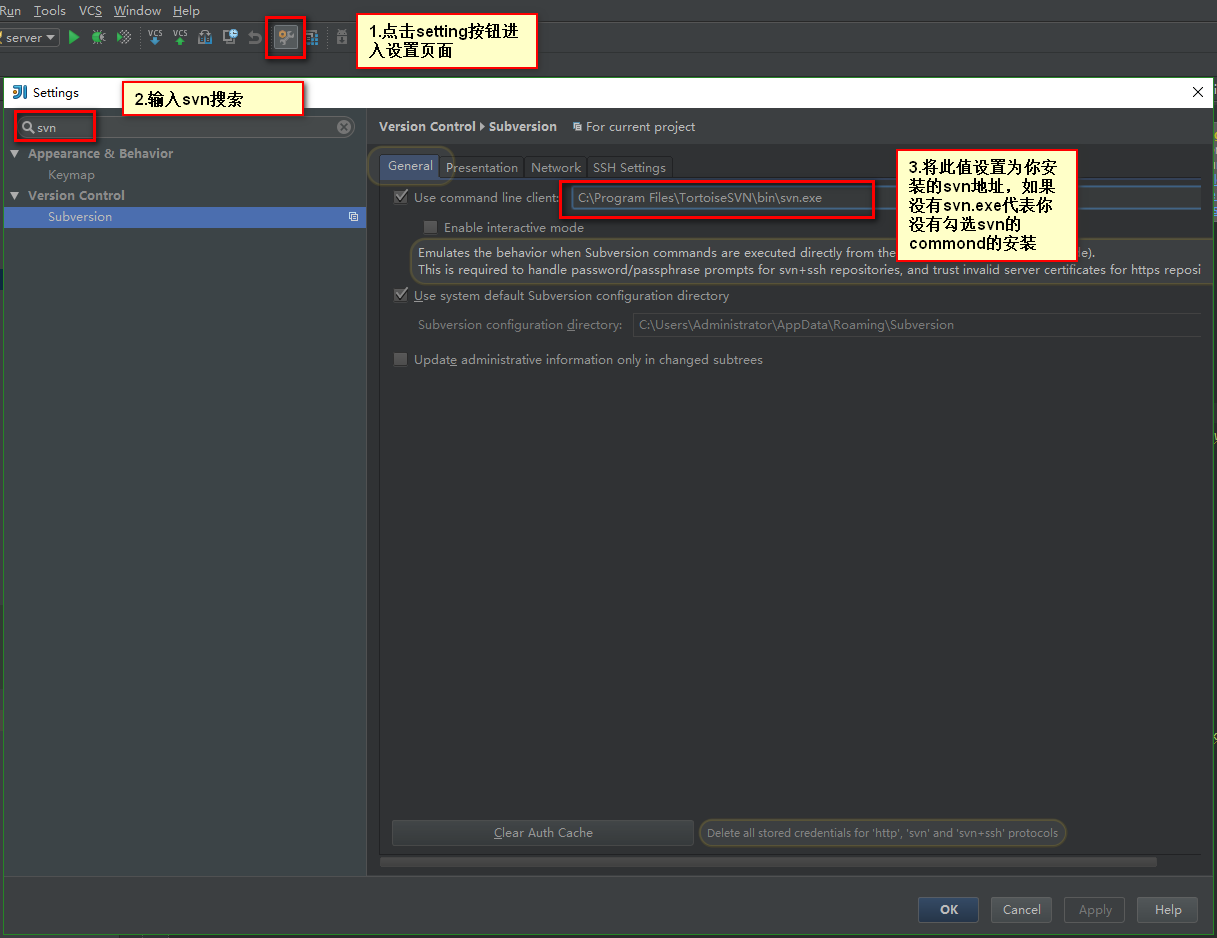 Run Tools VCS Window Help
server
VCS VCS
1.点击setting按钮进
入设置页面
Settings
2.输入svn搜索
svn
Appearance & Behavior
Keymap
Version Control
Subversion
Version Control Subversion For current project
General Presentation Network SSH Settings
Use command line client: C:\Program Files\TortoiseSVN\bin\svn.exe
3.将此值设置为你安
装的svn地址，如果
没有svn.exe代表你
没有勾选svn的
commond的安装
Enable interactive mode
Emulates the behavior when Subversion commands are executed directly from the e).
This is required to handle password/passphrase prompts for svn+ssh repositories, and trust invalid server certificates for https reposi
Use system default Subversion configuration directory
Subversion configuration directory: C:\Users\Administrator\AppData\Roaming\Subversion
Update administrative information only in changed subtrees
Clear Auth Cache Delete all stored credentials for 'http', 'svn' and 'svn+ssh' protocols
OK Cancel Apply Help